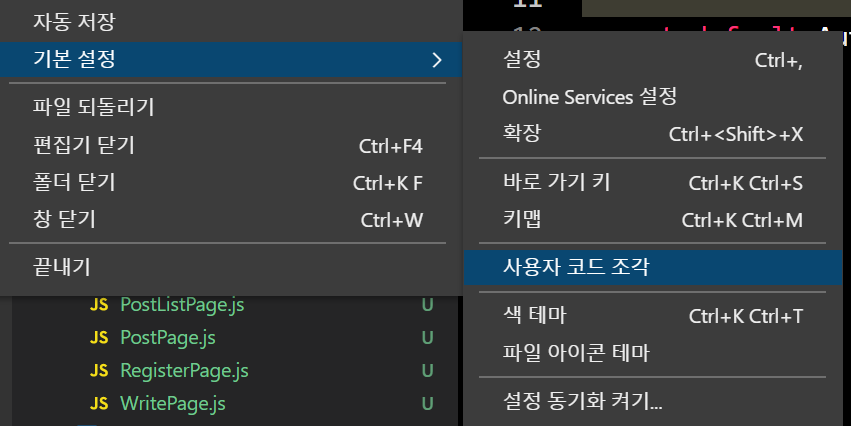 자동 저장
기본 설정
파일 되돌리기
편집기 닫기 Ctrl+F4
폴더 닫기 Ctrl+K F
창 닫기 Ctrl+W
끝내기
JS PostListPage.js U
JS PostPage.js U
JS RegisterPage.js U
JS WritePage.js U
11
설정 Ctrl+,
Online Services 설정
확장 Ctrl+<Shift>+X
바로 가기 키 Ctrl+K Ctrl+S
키맵 Ctrl+K Ctrl+M
사용자 코드 조각
색 테마 Ctrl+K Ctrl+T
파일 아이콘 테마
설정 동기화 켜기...